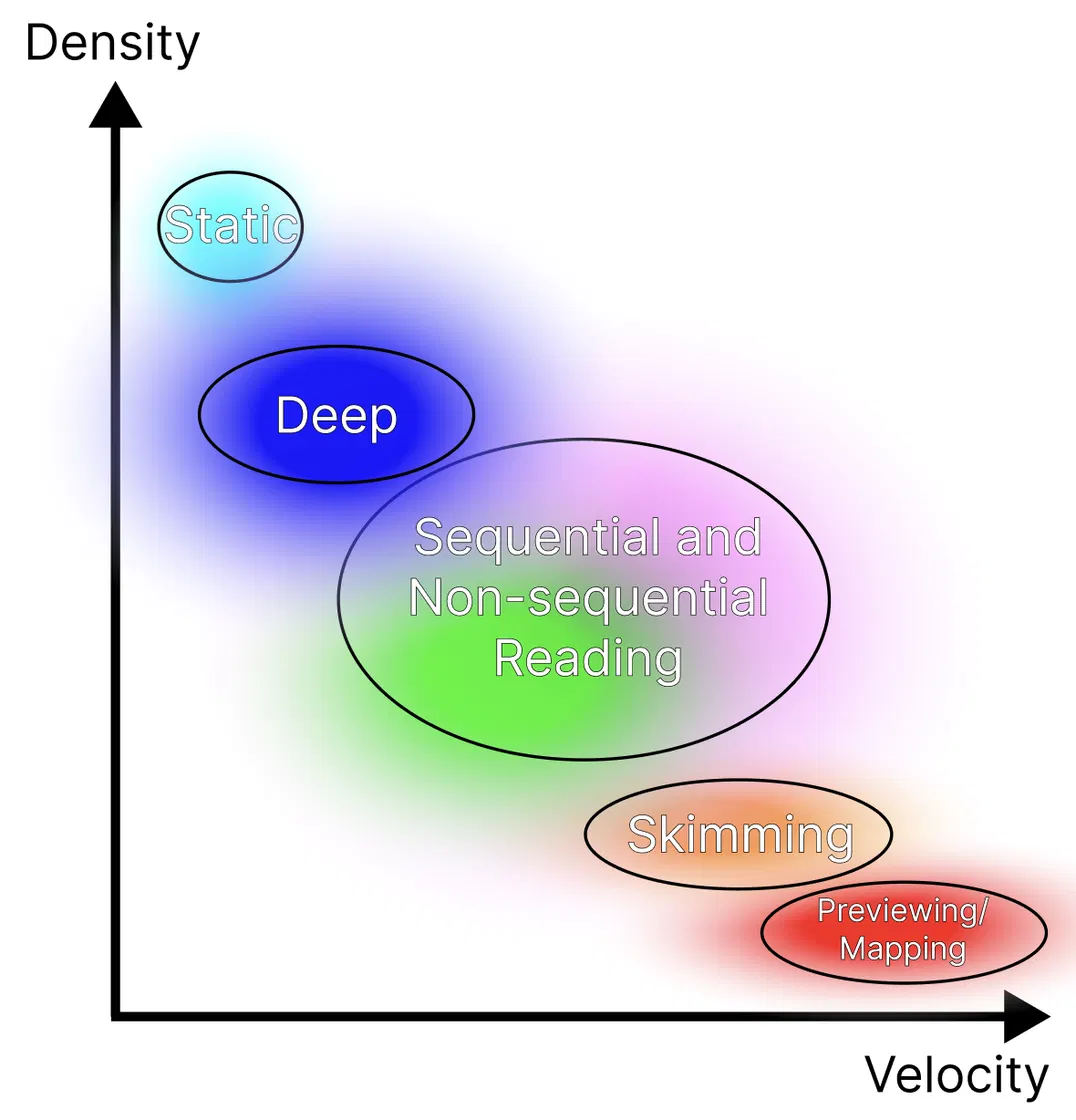 Density
Static
Deep
Sequential and
Non-sequential
Reading
Skimming
Previewing/
Mapping
Velocity